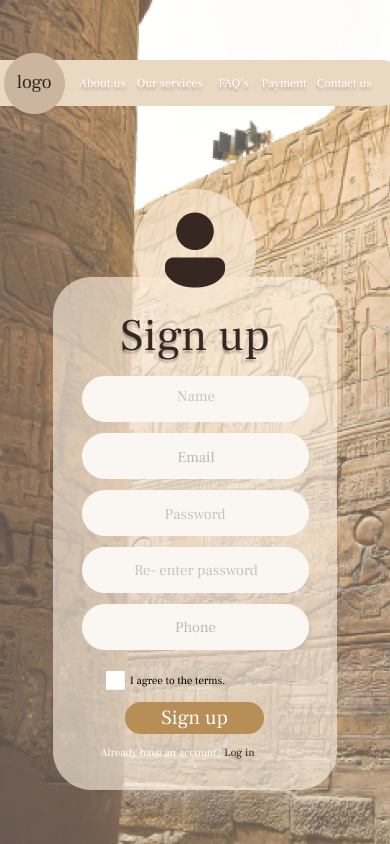 logo
About us Our services FAQ's Payment Contact us
Sign up
Name
Email
Password
Re- enter password
Phone
I agree to the terms.
Sign up
Already have an account? Log in